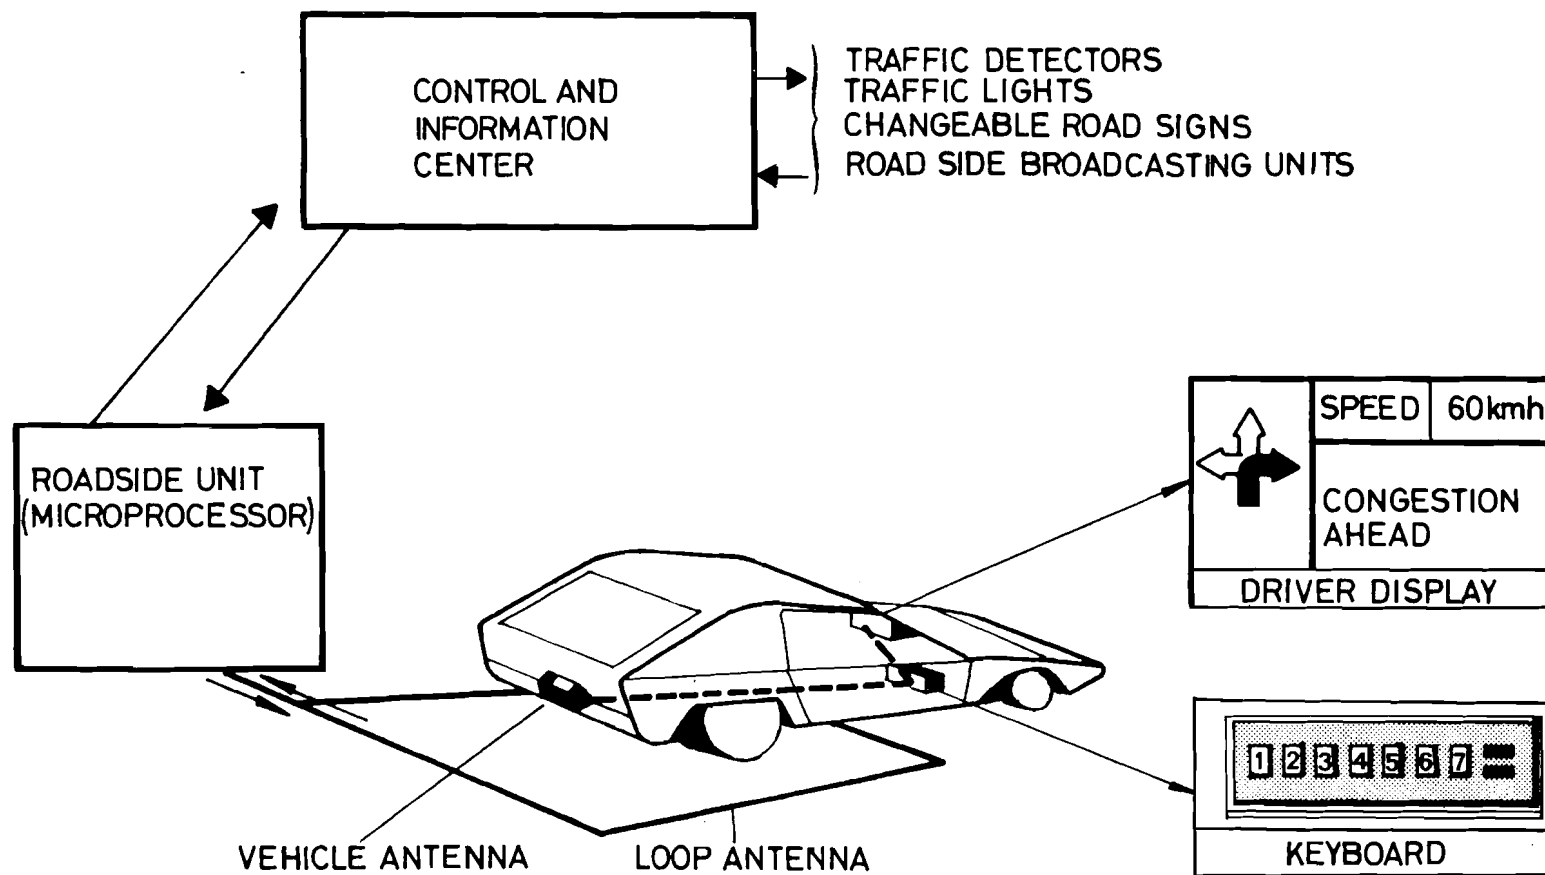 CONTROL AND
INFORMATION
CENTER
TRAFFIC DETECTORS
TRAFFIC LIGHTS
CHANGEABLE ROAD SIGNS
ROAD SIDE BROADCASTING UNITS
ROADSIDE UNIT
(MICROPROCESSOR)
SPEED 60kmh
CONGESTION
AHEAD
DRIVER DISPLAY
1 2 3 4 5 6 7
KEYBOARD
VEHICLE ANTENNA
LOOP ANTENNA